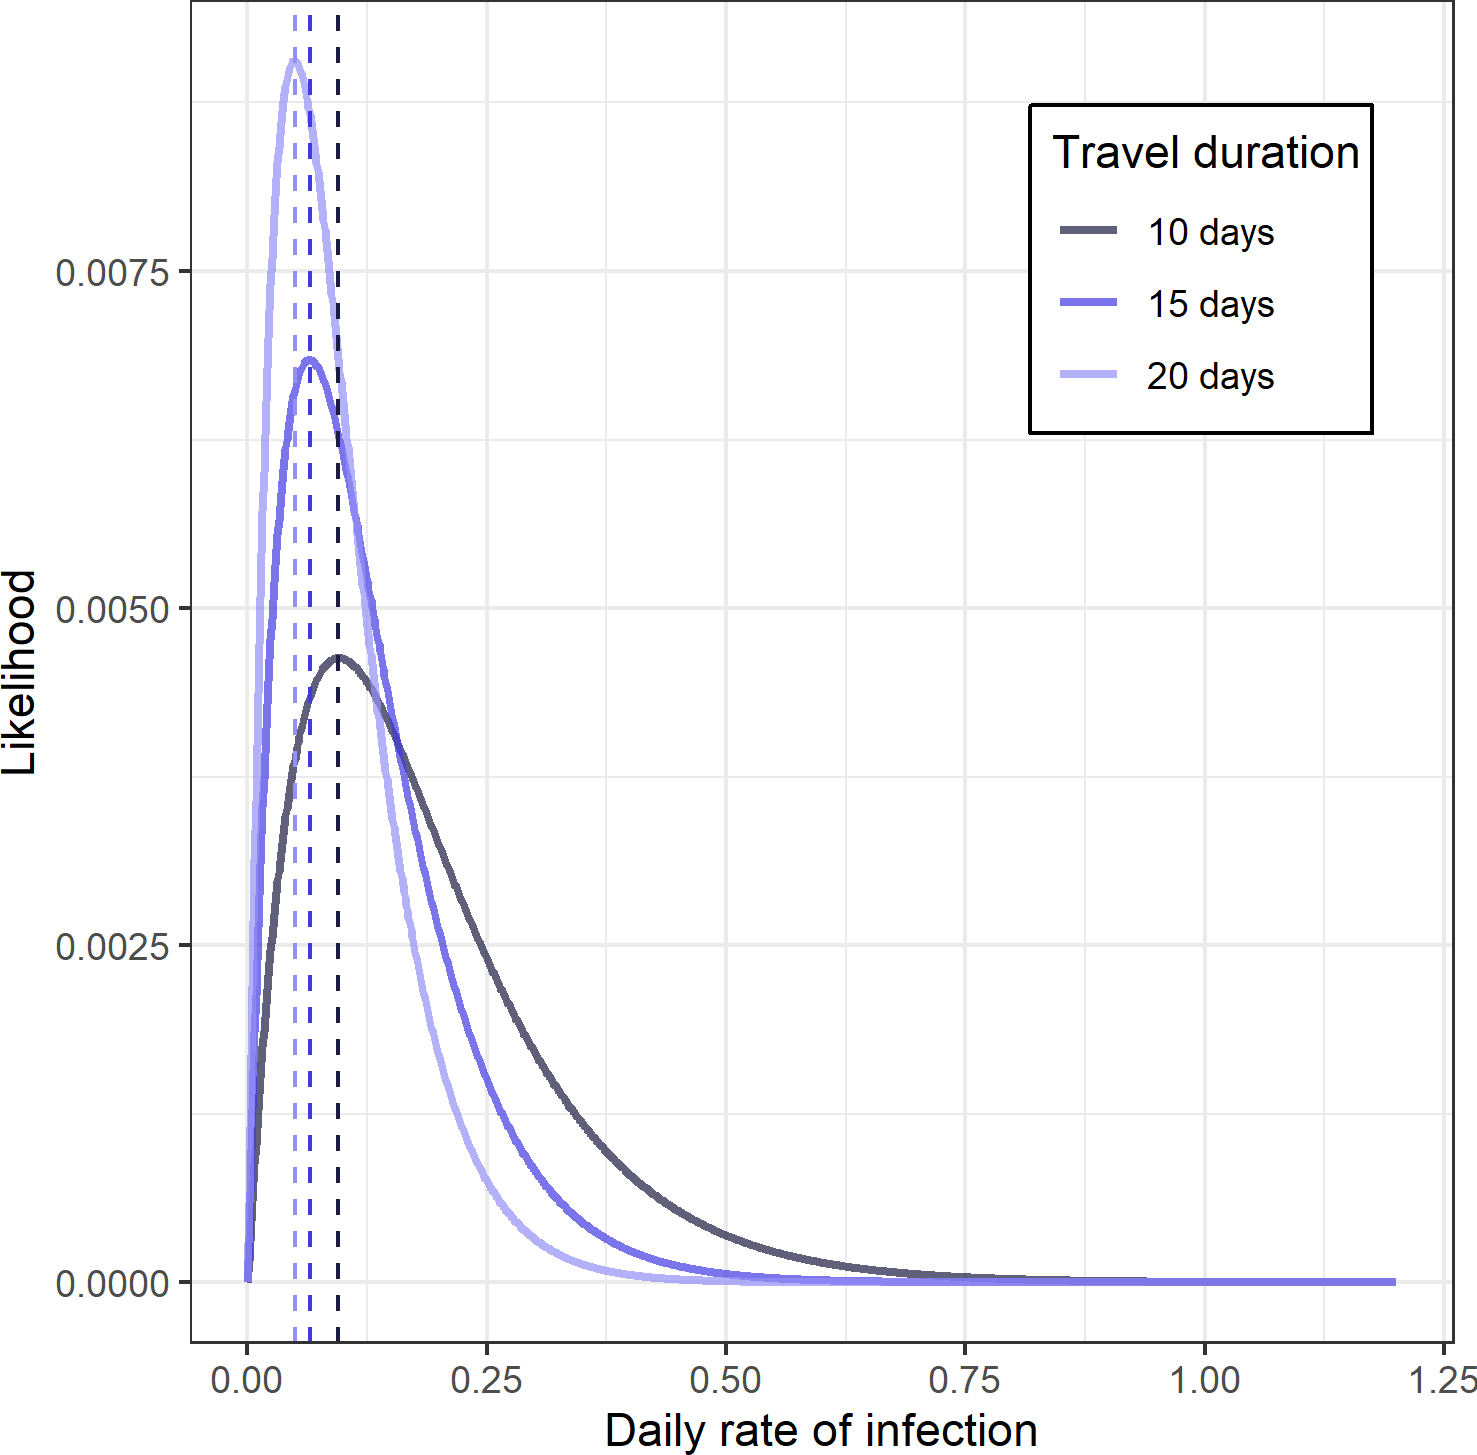 Travel duration
10 days
15 days
20 days
0.0075
0.0050
0.0025
0.0000
Likelihood
0.00 0.25 0.50 0.75 1.00 1.25
Daily rate of infection